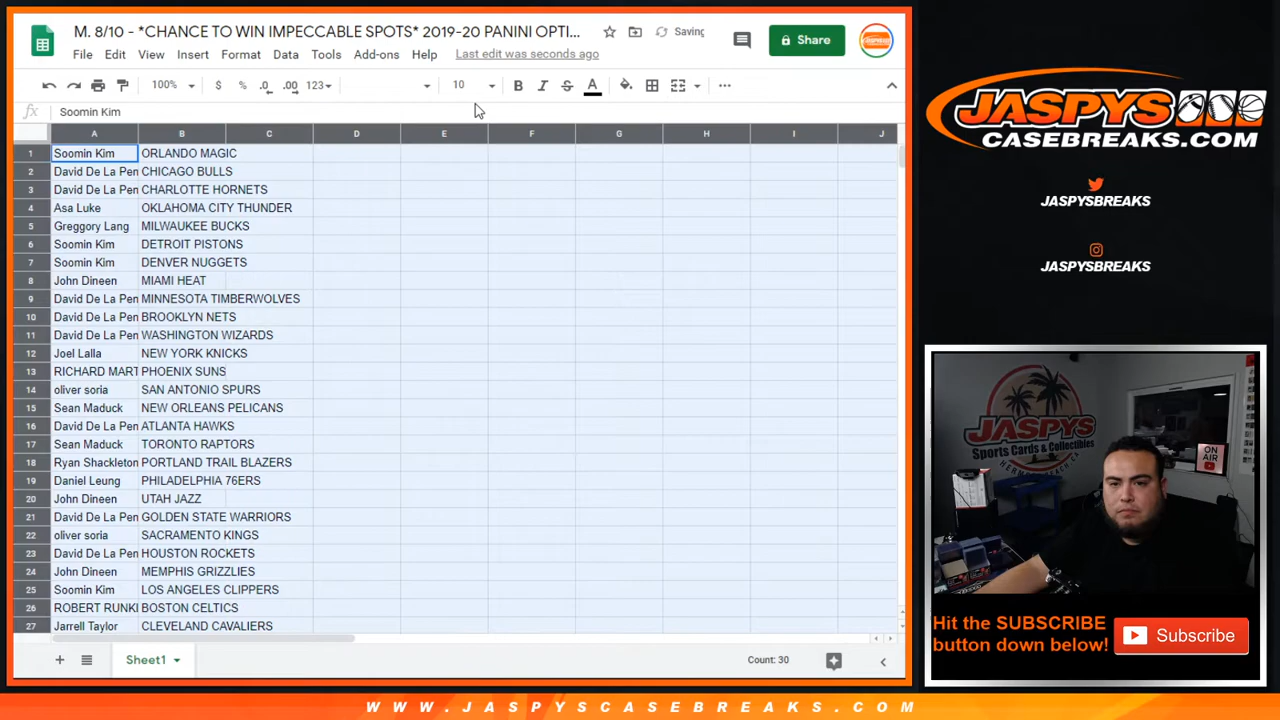 M. 8/10 - *CHANCE TO WIN IMPECCABLE SPOTS* 2019-20 PANINI OPTI...
Saving
File Edit View Insert Format Data Tools Add-ons Help Last edit was seconds ago
Share
100% $ % .0 .00 123 10 B I S A ...
fx Soomin Kim
A B C D E F G H I J
1 Soomin Kim ORLANDO MAGIC
2 David De La Pen CHICAGO BULLS
3 David De La Pen CHARLOTTE HORNETS
4 Asa Luke OKLAHOMA CITY THUNDER
5 Greggory Lang MILWAUKEE BUCKS
6 Soomin Kim DETROIT PISTONS
7 Soomin Kim DENVER NUGGETS
8 John Dineen MIAMI HEAT
9 David De La Pen MINNESOTA TIMBERWOLVES
10 David De La Pen BROOKLYN NETS
11 David De La Pen WASHINGTON WIZARDS
12 Joel Lalla NEW YORK KNICKS
13 RICHARD MART PHOENIX SUNS
14 oliver soria SAN ANTONIO SPURS
15 Sean Maduck NEW ORLEANS PELICANS
16 David De La Pen ATLANTA HAWKS
17 Sean Maduck TORONTO RAPTORS
18 Ryan Shackleton PORTLAND TRAIL BLAZERS
19 Daniel Leung PHILADELPHIA 76ERS
20 John Dineen UTAH JAZZ
21 David De La Pen GOLDEN STATE WARRIORS
22 oliver soria SACRAMENTO KINGS
23 David De La Pen HOUSTON ROCKETS
24 John Dineen MEMPHIS GRIZZLIES
25 Soomin Kim LOS ANGELES CLIPPERS
26 ROBERT RUNKI BOSTON CELTICS
27 Jarrell Taylor CLEVELAND CAVALIERS
Sheet1
Count: 30
JASPYS
CASEBREAKS.COM
JASPYSBREAKS
JASPYSBREAKS
JASPYS
Sports Cards & Collectibles
ON
AIR
Hit the SUBSCRIBE
button down below!
Subscribe
WWW.JASPYSCASEBREAKS.COM